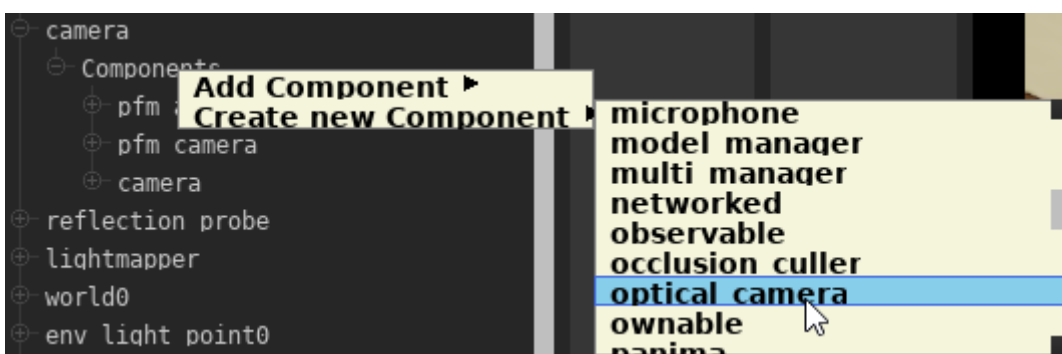 camera
Components
pfm
pfm camera
camera
reflection probe
lightmapper
world0
env light point0
Add Component
Create new Component
microphone
model manager
multi manager
networked
observable
occlusion culler
optical camera
ownable